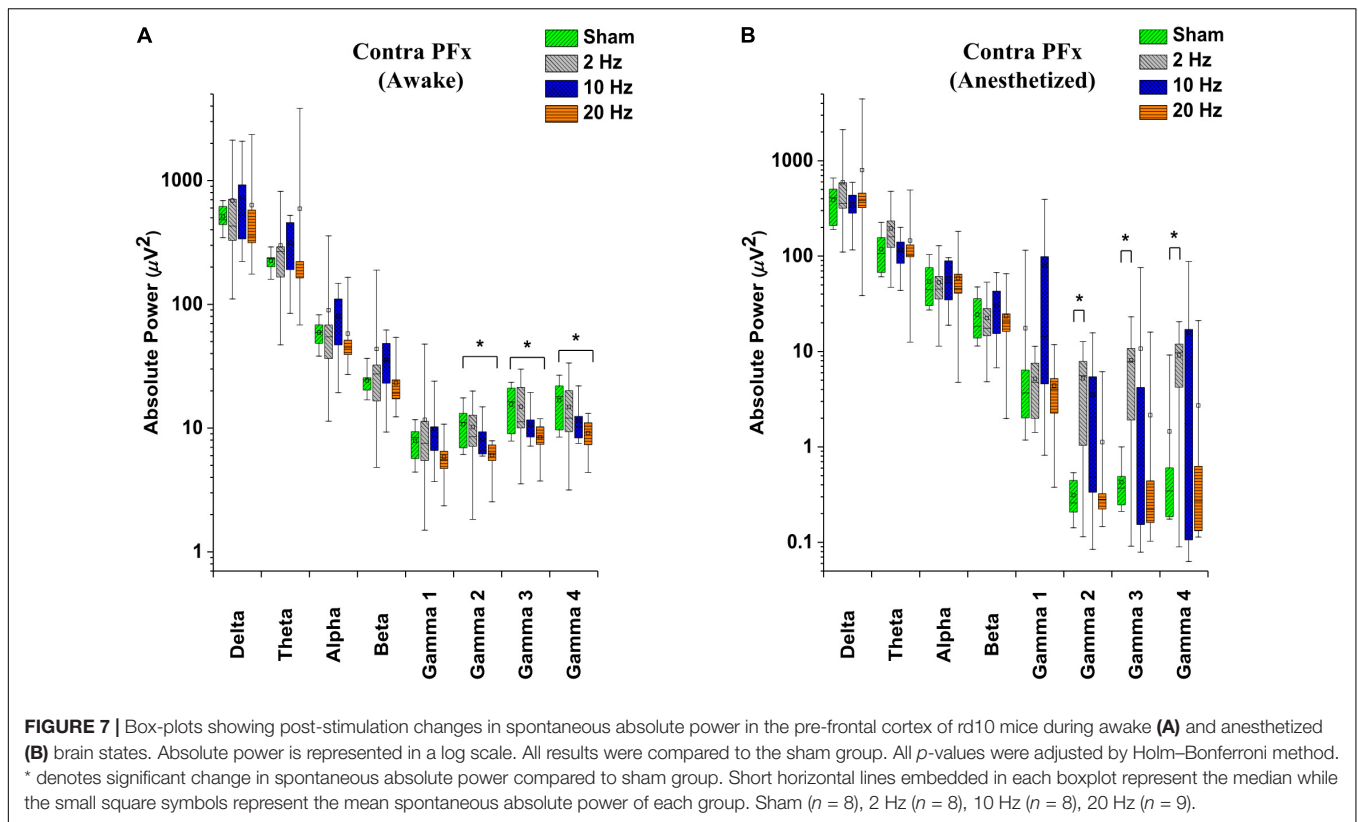 A
Contra PFx
(Awake)
Sham
2 Hz
10 Hz
20 Hz
Absolute Power (μV²)
1000
100
10
1
*
*
*
Delta
Theta
Alpha
Beta
Gamma 1
Gamma 2
Gamma 3
Gamma 4
B
Contra PFx
(Anesthetized)
Sham
2 Hz
10 Hz
20 Hz
Absolute Power (μV²)
1000
100
10
1
0.1
*
*
*
Delta
Theta
Alpha
Beta
Gamma 1
Gamma 2
Gamma 3
Gamma 4
FIGURE 7 | Box-plots showing post-stimulation changes in spontaneous absolute power in the pre-frontal cortex of rd10 mice during awake (A) and anesthetized
(B) brain states. Absolute power is represented in a log scale. All results were compared to the sham group. All p-values were adjusted by Holm–Bonferroni method.
* denotes significant change in spontaneous absolute power compared to sham group. Short horizontal lines embedded in each boxplot represent the median while
the small square symbols represent the mean spontaneous absolute power of each group. Sham (n = 8), 2 Hz (n = 8), 10 Hz (n = 8), 20 Hz (n = 9).